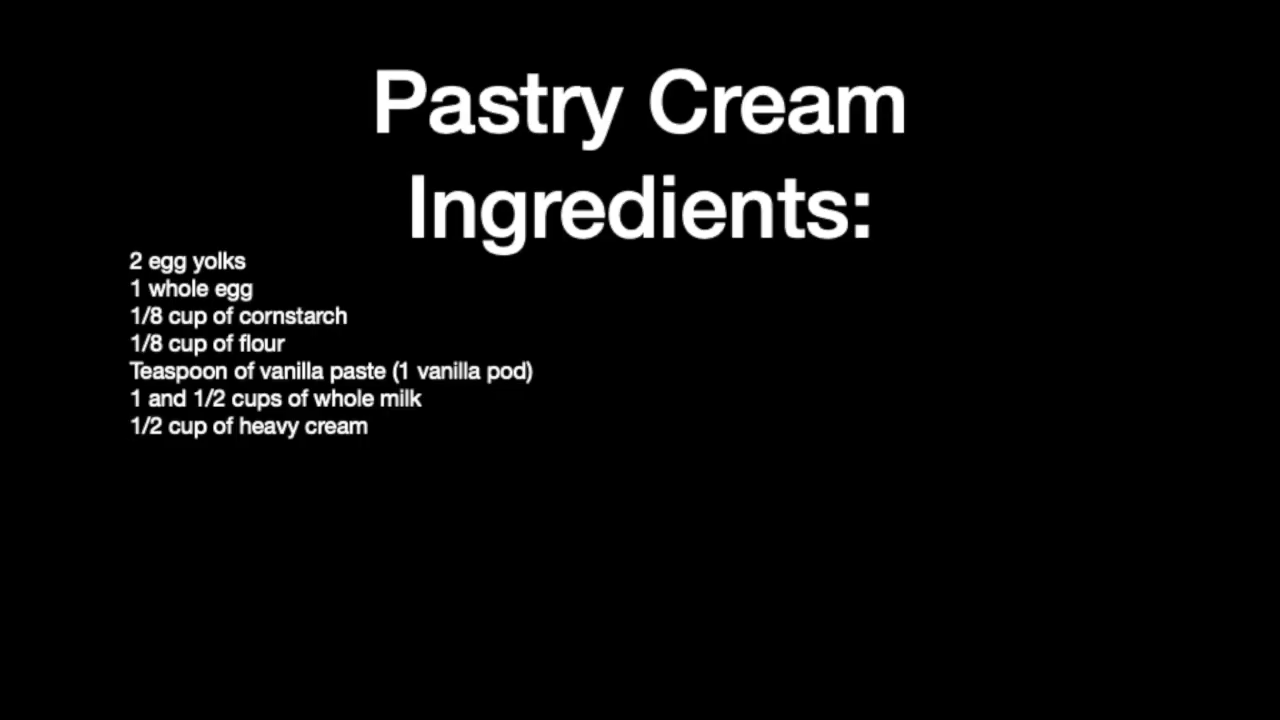 Pastry Cream
Ingredients:
2 egg yolks
1 whole egg
1/8 cup of cornstarch
1/8 cup of flour
Teaspoon of vanilla paste (1 vanilla pod)
1 and 1/2 cups of whole milk
1/2 cup of heavy cream